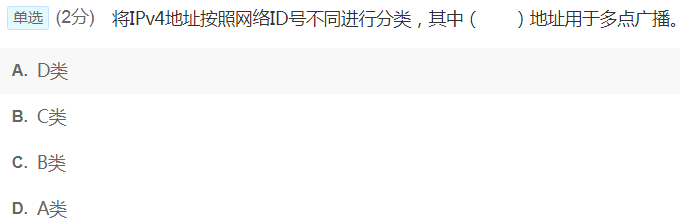 单选 (2分) 将IPv4地址按照网络ID号不同进行分类，其中（　　）地址用于多点广播。
A. D类
B. C类
C. B类
D. A类